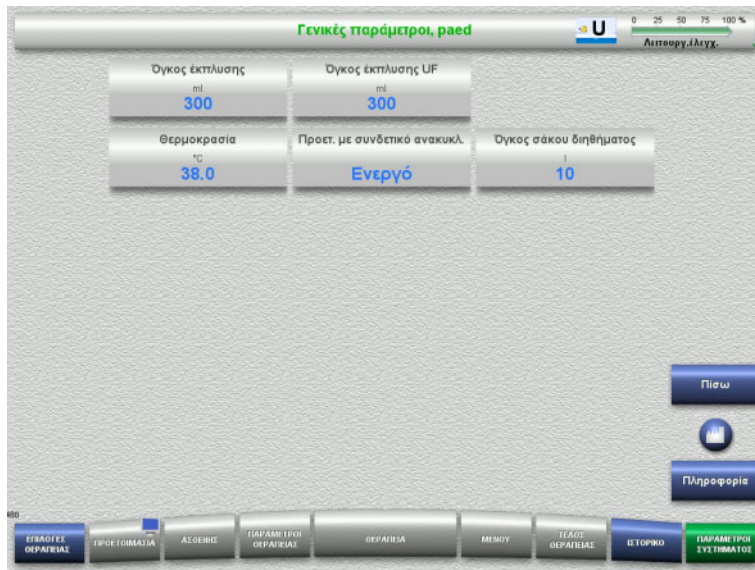 Γενικές παράμετροι, paed
U
0 25 50 75 100 %
Λειτουργ.έλεγχ.
Όγκος έκπλυσης
ml
300
Όγκος έκπλυσης UF
ml
300
Θερμοκρασία
°C
38.0
Προετ. με συνδετικό ανακυκλ.
Ενεργό
Όγκος σάκου διηθήματος
l
10
Πίσω
Πληροφορία
480
ΕΠΙΛΟΓΕΣ
ΘΕΡΑΠΕΙΑΣ
ΠΡΟΕΤΟΙΜΑΣΙΑ
ΑΣΘΕΝΗΣ
ΠΑΡΑΜΕΤΡΟΙ
ΘΕΡΑΠΕΙΑΣ
ΘΕΡΑΠΕΙΑ
ΜΕΝΟΥ
ΤΕΛΟΣ
ΘΕΡΑΠΕΙΑΣ
ΙΣΤΟΡΙΚΟ
ΠΑΡΑΜΕΤΡΟΙ
ΣΥΣΤΗΜΑΤΟΣ